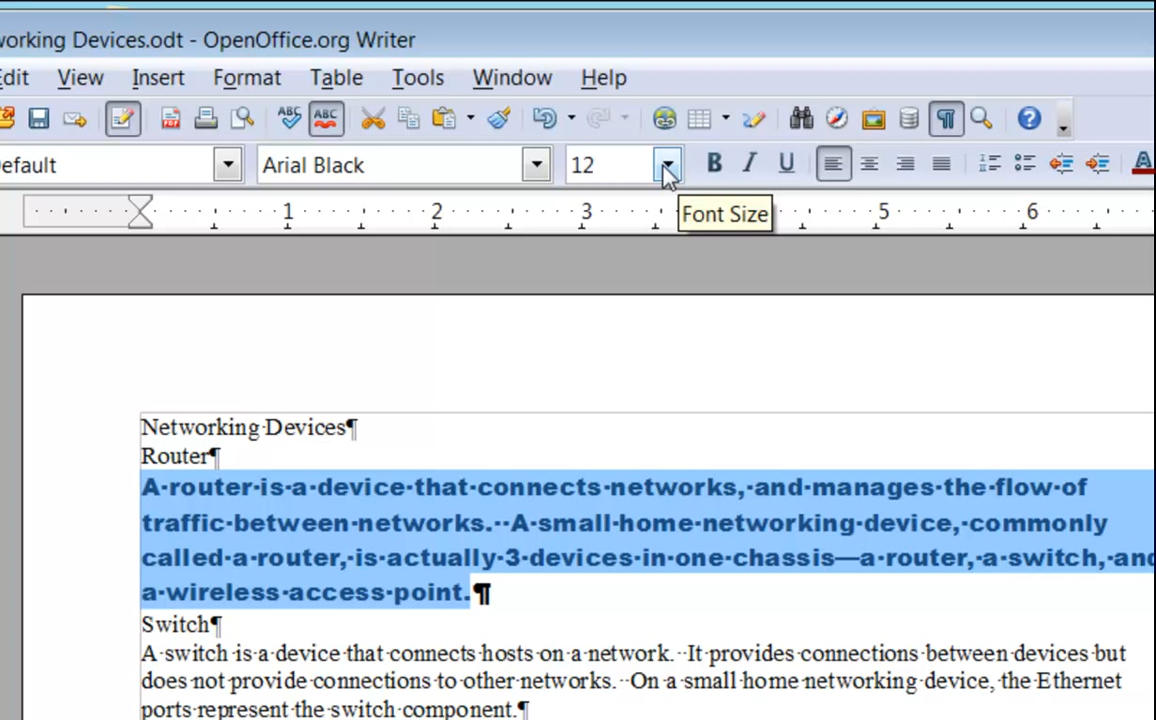 working Devices.odt - OpenOffice.org Writer
Edit View Insert Format Table Tools Window Help
ABC ABC
efault Arial Black 12 B I U A
1 2 3 5 6
Font Size
Networking·Devices¶
Router¶
A·router·is·a·device·that·connects·networks,·and·manages·the·flow·of
traffic·between·networks.··A·small·home·networking·device,·commonly
called·a·router,·is·actually·3·devices·in·one·chassis—a·router,·a·switch,·and
a·wireless·access·point.¶
Switch¶
A·switch·is·a·device·that·connects·hosts·on·a·network.··It·provides·connections·between·devices·but
does·not·provide·connections·to·other·networks.··On·a·small·home·networking·device,·the·Ethernet
ports·represent·the·switch·component.¶